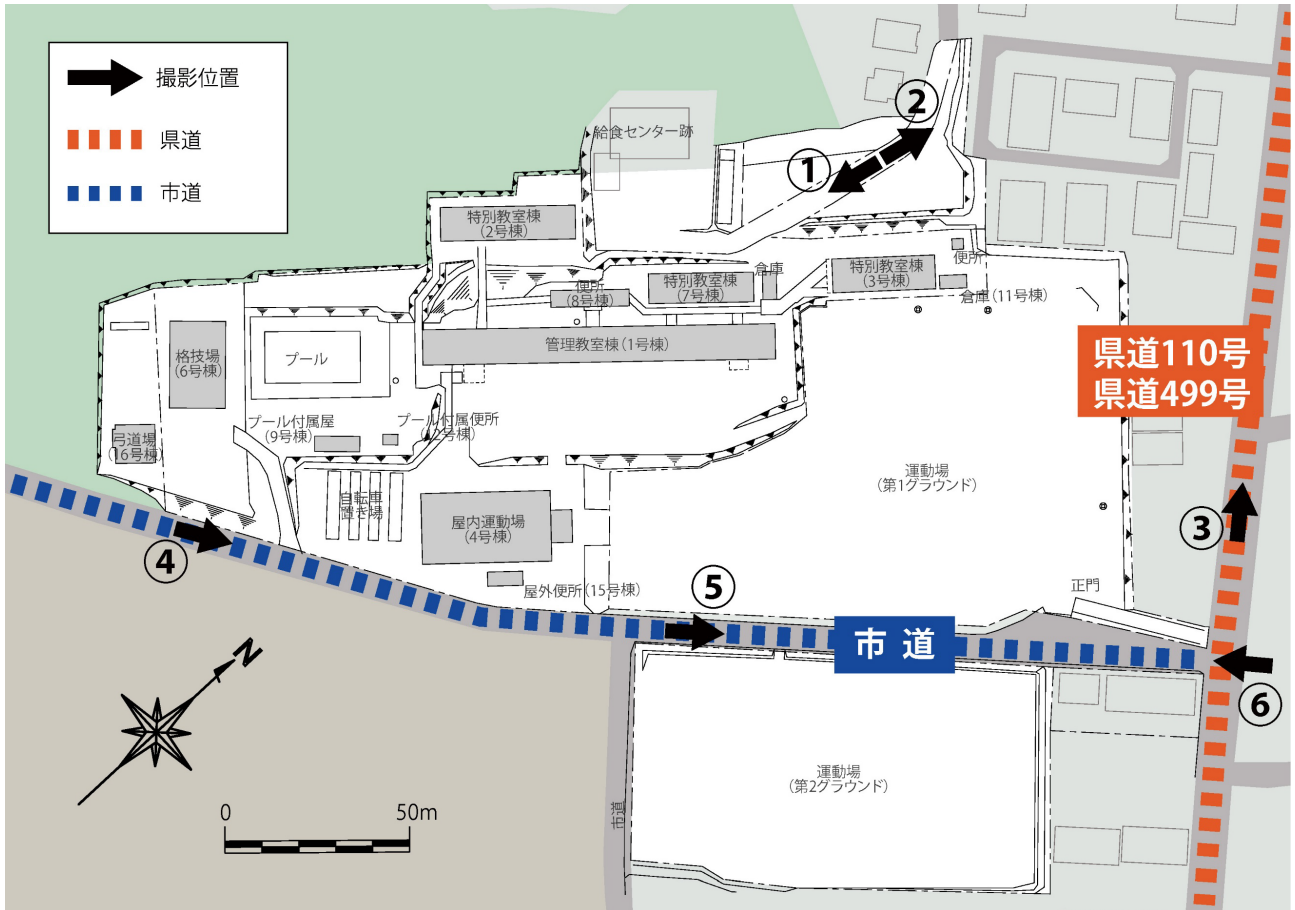 撮影位置
県道
市道
②
給食センター跡
①
特別教室棟
(2号棟)
倉庫
便所
特別教室棟
(3号棟)
特別教室棟
(7号棟)
便所
(8号棟)
倉庫(11号棟)
管理教室棟(1号棟)
県道110号
県道499号
格技場
(6号棟)
プール
プール付属屋
(9号棟)
プール付属便所
(12号棟)
弓道場
(16号棟)
運動場
(第1グラウンド)
自転車
置き場
屋内運動場
(4号棟)
③
④
屋外便所(15号棟)
⑤
正門
市道
⑥
N
0 50m
市道
運動場
(第2グラウンド)